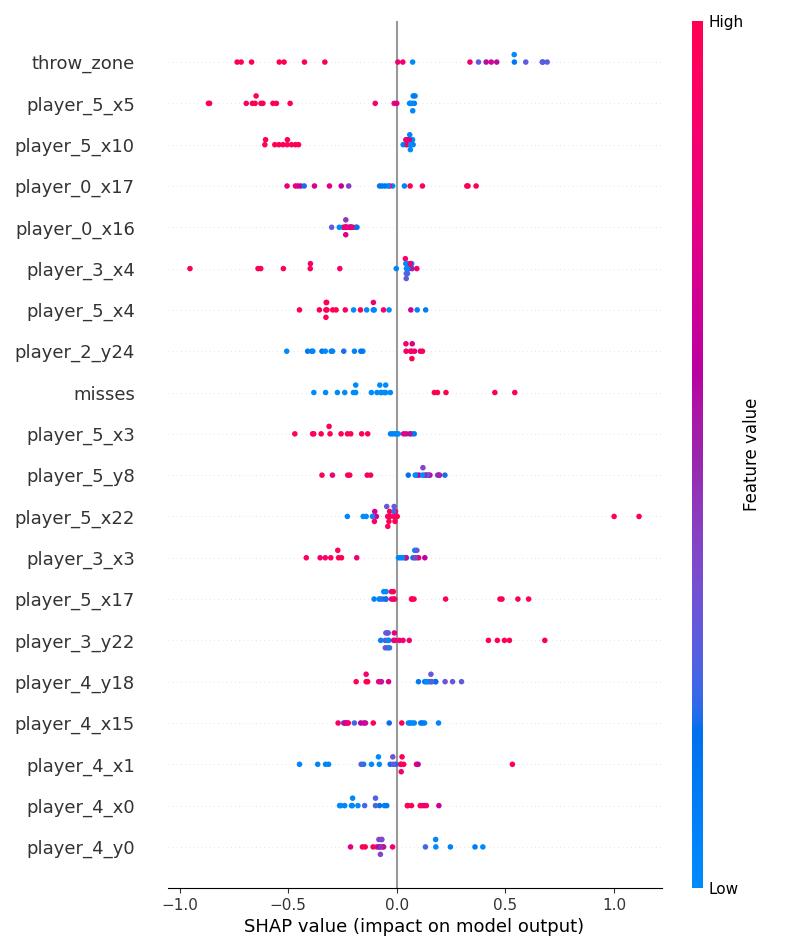 High
throw_zone
player_5_x5
player_5_x10
player_0_x17
player_0_x16
player_3_x4
player_5_x4
player_2_y24
misses
player_5_x3
player_5_y8
player_5_x22
player_3_x3
player_5_x17
player_3_y22
player_4_y18
player_4_x15
player_4_x1
player_4_x0
player_4_y0
Feature value
Low
−1.0 −0.5 0.0 0.5 1.0
SHAP value (impact on model output)